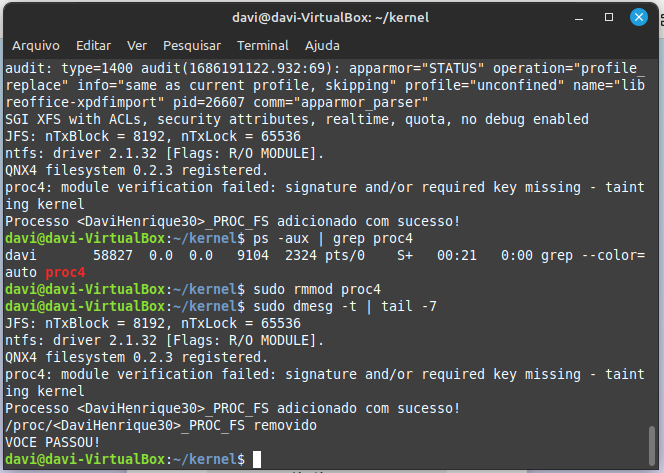 davi@davi-VirtualBox: ~/kernel
Arquivo Editar Ver Pesquisar Terminal Ajuda
audit: type=1400 audit(1686191122.932:69): apparmor="STATUS" operation="profile_
replace" info="same as current profile, skipping" profile="unconfined" name="lib
reoffice-xpdfimport" pid=26607 comm="apparmor_parser"
SGI XFS with ACLs, security attributes, realtime, quota, no debug enabled
JFS: nTxBlock = 8192, nTxLock = 65536
ntfs: driver 2.1.32 [Flags: R/O MODULE].
QNX4 filesystem 0.2.3 registered.
proc4: module verification failed: signature and/or required key missing - taint
ing kernel
Processo <DaviHenrique30>_PROC_FS adicionado com sucesso!
davi@davi-VirtualBox:~/kernel$ ps -aux | grep proc4
davi 58827 0.0 0.0 9104 2324 pts/0 S+ 00:21 0:00 grep --color=
auto proc4
davi@davi-VirtualBox:~/kernel$ sudo rmmod proc4
davi@davi-VirtualBox:~/kernel$ sudo dmesg -t | tail -7
JFS: nTxBlock = 8192, nTxLock = 65536
ntfs: driver 2.1.32 [Flags: R/O MODULE].
QNX4 filesystem 0.2.3 registered.
proc4: module verification failed: signature and/or required key missing - taint
ing kernel
Processo <DaviHenrique30>_PROC_FS adicionado com sucesso!
/proc/<DaviHenrique30>_PROC_FS removido
VOCE PASSOU!
davi@davi-VirtualBox:~/kernel$